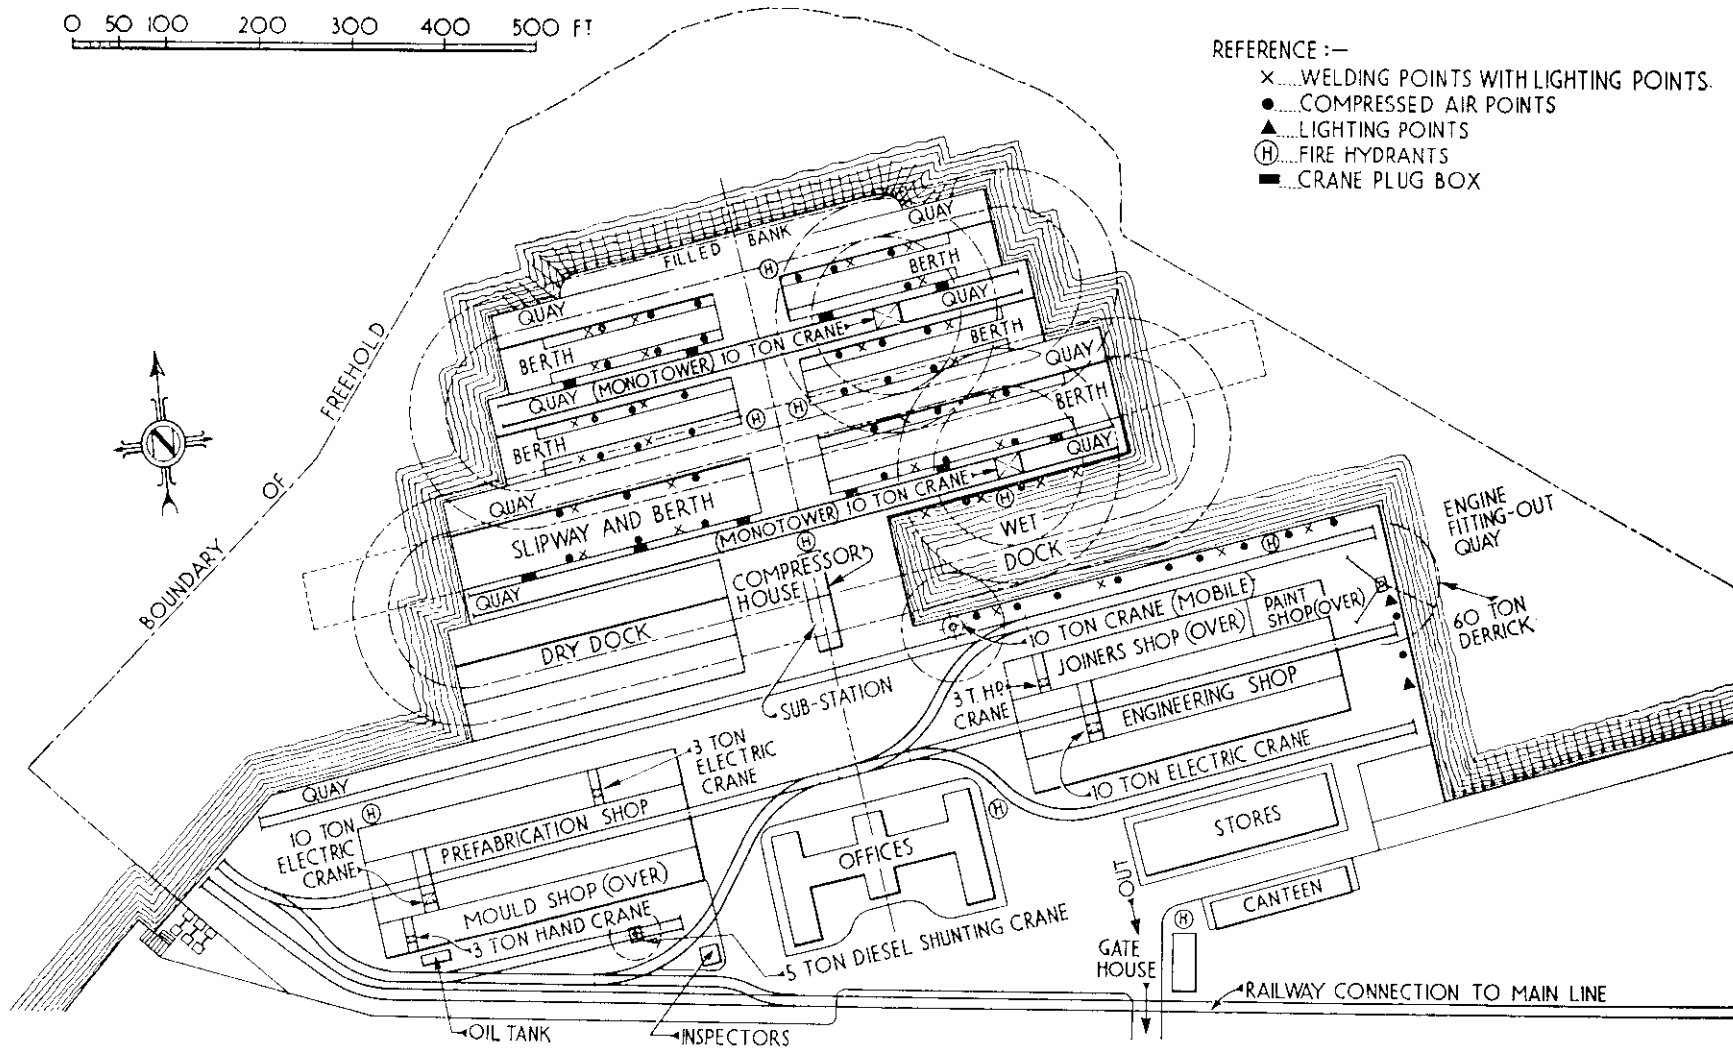 0 50 100 200 300 400 500 FT
REFERENCE :—
×....WELDING POINTS WITH LIGHTING POINTS.
●....COMPRESSED AIR POINTS
▲....LIGHTING POINTS
Ⓗ....FIRE HYDRANTS
▬....CRANE PLUG BOX
N
BOUNDARY OF FREEHOLD
FILLED BANK
QUAY
QUAY
BERTH
BERTH
QUAY
QUAY (MONOTOWER) 10 TON CRANE
BERTH
BERTH
QUAY
QUAY
BERTH
SLIPWAY AND BERTH
QUAY
(MONOTOWER) 10 TON CRANE
QUAY
H
H
H
H
H
WET
DOCK
ENGINE
FITTING-OUT
QUAY
COMPRESSOR
HOUSE
DRY DOCK
SUB-STATION
H
10 TON CRANE (MOBILE)
PAINT
SHOP(OVER)
JOINERS SHOP (OVER)
60 TON
DERRICK
3 T. HD.
CRANE
ENGINEERING SHOP
10 TON ELECTRIC CRANE
3 TON
ELECTRIC
CRANE
QUAY
H
10 TON
ELECTRIC
CRANE
PREFABRICATION SHOP
MOULD SHOP (OVER)
3 TON HAND CRANE
OFFICES
H
STORES
CANTEEN
OUT
H
GATE
HOUSE
5 TON DIESEL SHUNTING CRANE
RAILWAY CONNECTION TO MAIN LINE
OIL TANK
INSPECTORS